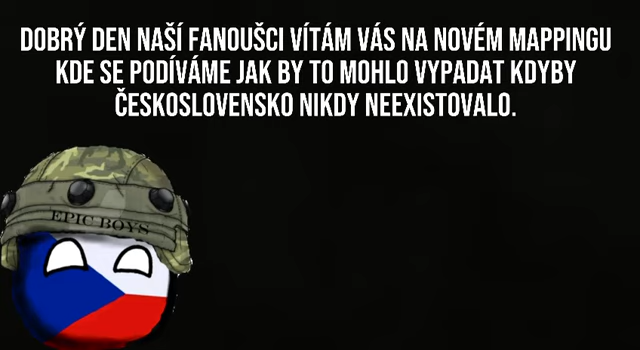 DOBRÝ DEN NAŠÍ FANOUŠCI VÍTÁM VÁS NA NOVÉM MAPPINGU
KDE SE PODÍVÁME JAK BY TO MOHLO VYPADAT KDYBY
ČESKOSLOVENSKO NIKDY NEEXISTOVALO.
EPIC BOYS